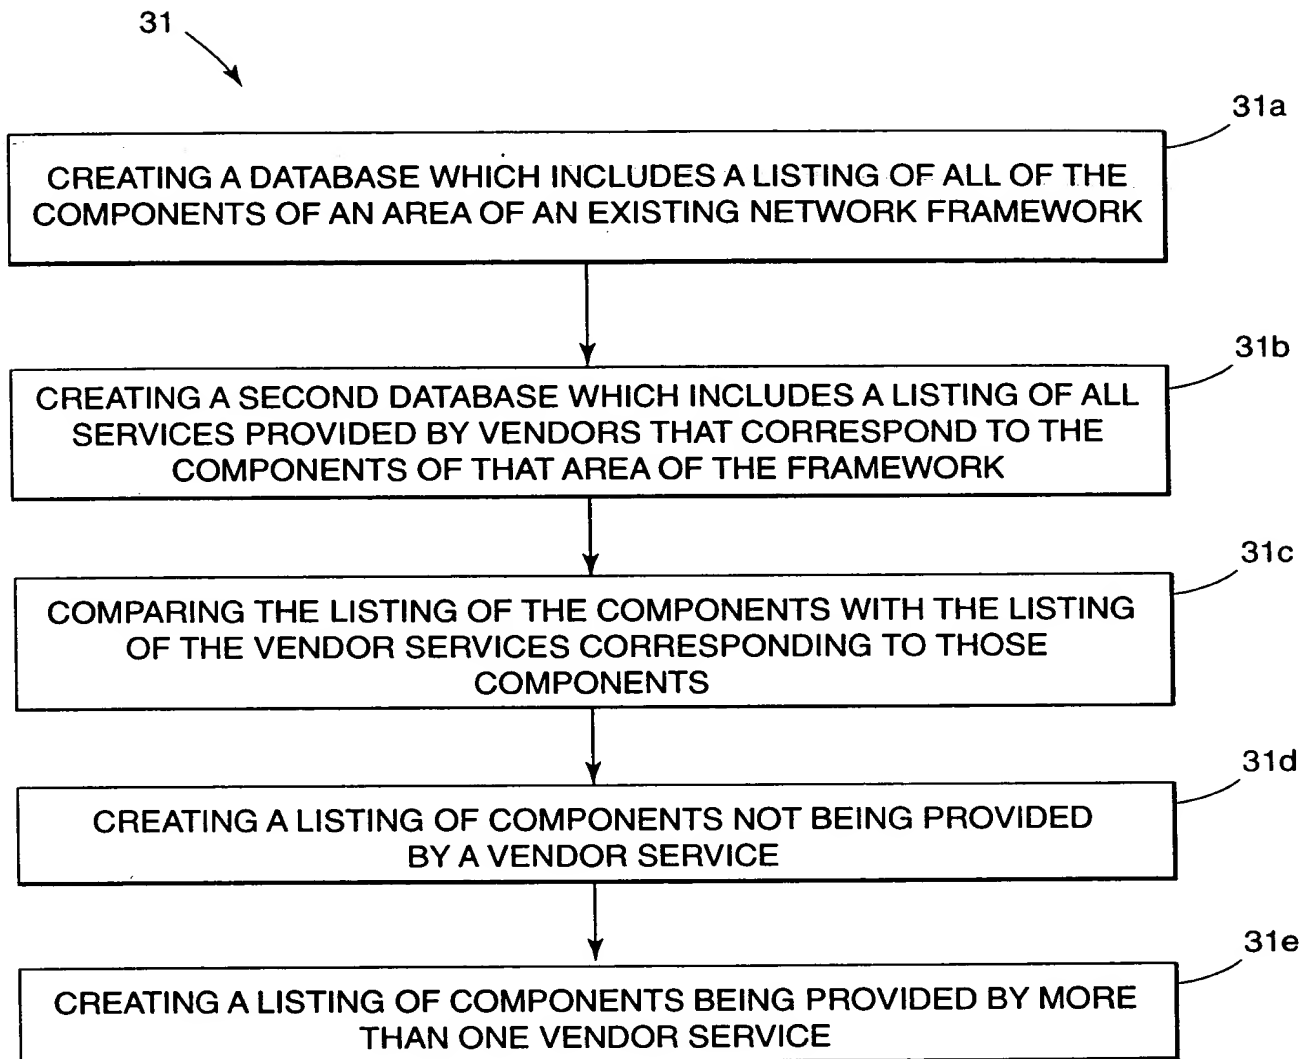 31
31a
CREATING A DATABASE WHICH INCLUDES A LISTING OF ALL OF THE
COMPONENTS OF AN AREA OF AN EXISTING NETWORK FRAMEWORK
31b
CREATING A SECOND DATABASE WHICH INCLUDES A LISTING OF ALL
SERVICES PROVIDED BY VENDORS THAT CORRESPOND TO THE
COMPONENTS OF THAT AREA OF THE FRAMEWORK
31c
COMPARING THE LISTING OF THE COMPONENTS WITH THE LISTING
OF THE VENDOR SERVICES CORRESPONDING TO THOSE
COMPONENTS
31d
CREATING A LISTING OF COMPONENTS NOT BEING PROVIDED
BY A VENDOR SERVICE
31e
CREATING A LISTING OF COMPONENTS BEING PROVIDED BY MORE
THAN ONE VENDOR SERVICE